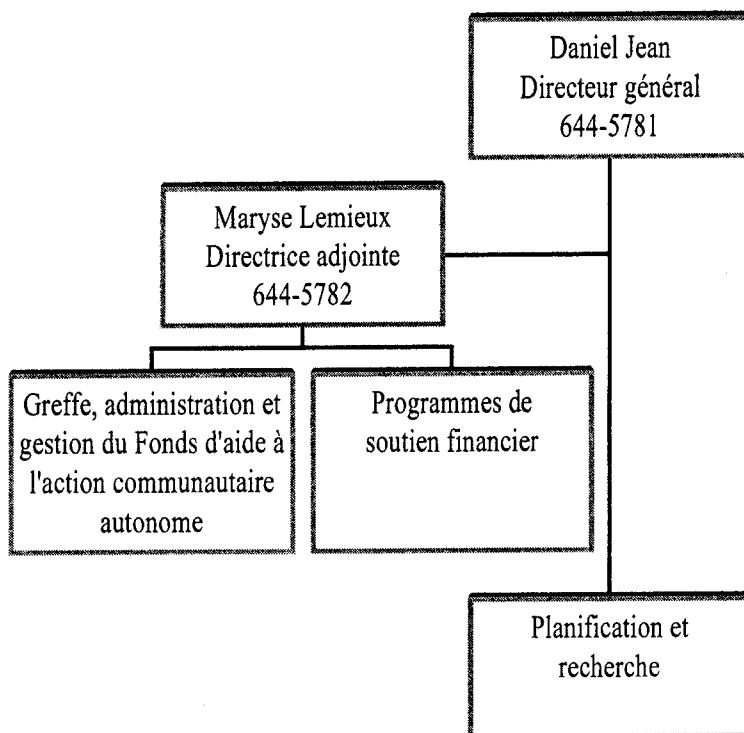 Daniel Jean
Directeur général
644-5781
Maryse Lemieux
Directrice adjointe
644-5782
Greffe, administration et
gestion du Fonds d'aide à
l'action communautaire
autonome
Programmes de
soutien financier
Planification et
recherche